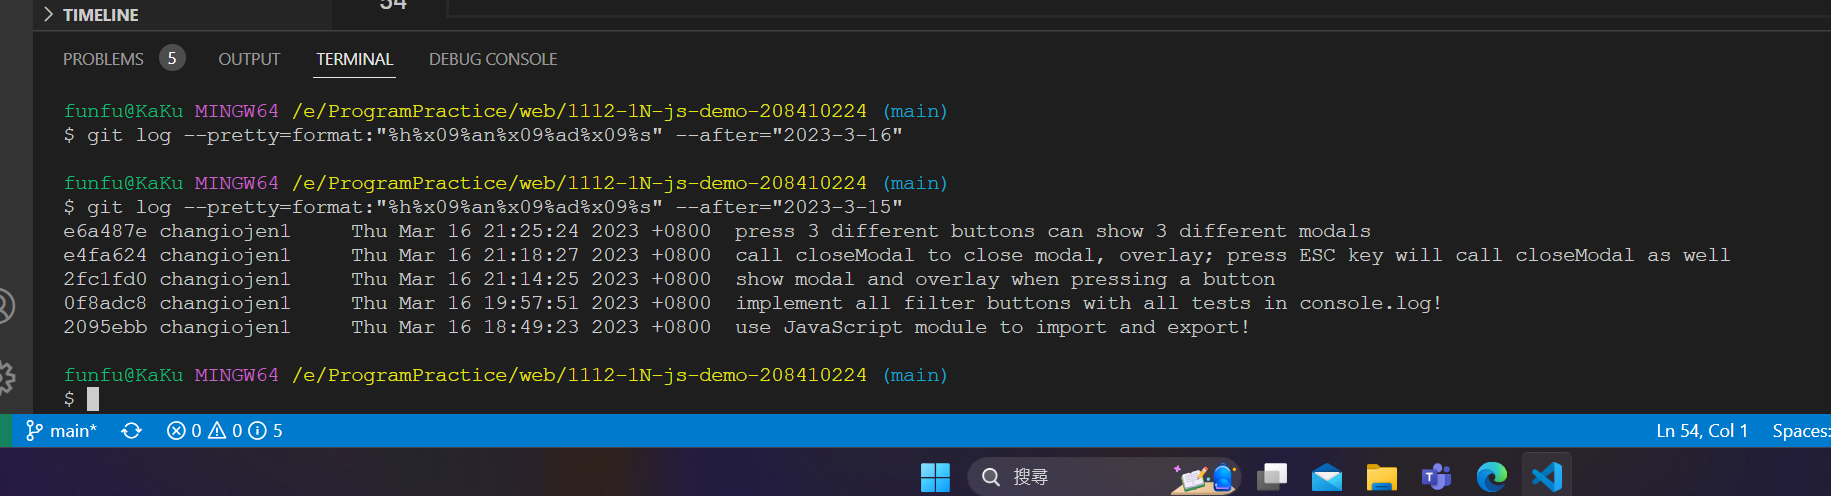 TIMELINE
54
PROBLEMS 5 OUTPUT TERMINAL DEBUG CONSOLE
funfu@KaKu MINGW64 /e/ProgramPractice/web/1112-1N-js-demo-208410224 (main)
$ git log --pretty=format:"%h%x09%an%x09%ad%x09%s" --after="2023-3-16"
funfu@KaKu MINGW64 /e/ProgramPractice/web/1112-1N-js-demo-208410224 (main)
$ git log --pretty=format:"%h%x09%an%x09%ad%x09%s" --after="2023-3-15"
e6a487e changiojen1 Thu Mar 16 21:25:24 2023 +0800 press 3 different buttons can show 3 different modals
e4fa624 changiojen1 Thu Mar 16 21:18:27 2023 +0800 call closeModal to close modal, overlay; press ESC key will call closeModal as well
2fc1fd0 changiojen1 Thu Mar 16 21:14:25 2023 +0800 show modal and overlay when pressing a button
0f8adc8 changiojen1 Thu Mar 16 19:57:51 2023 +0800 implement all filter buttons with all tests in console.log!
2095ebb changiojen1 Thu Mar 16 18:49:23 2023 +0800 use JavaScript module to import and export!
funfu@KaKu MINGW64 /e/ProgramPractice/web/1112-1N-js-demo-208410224 (main)
$
main* 0 0 5 Ln 54, Col 1 Spaces:
搜尋